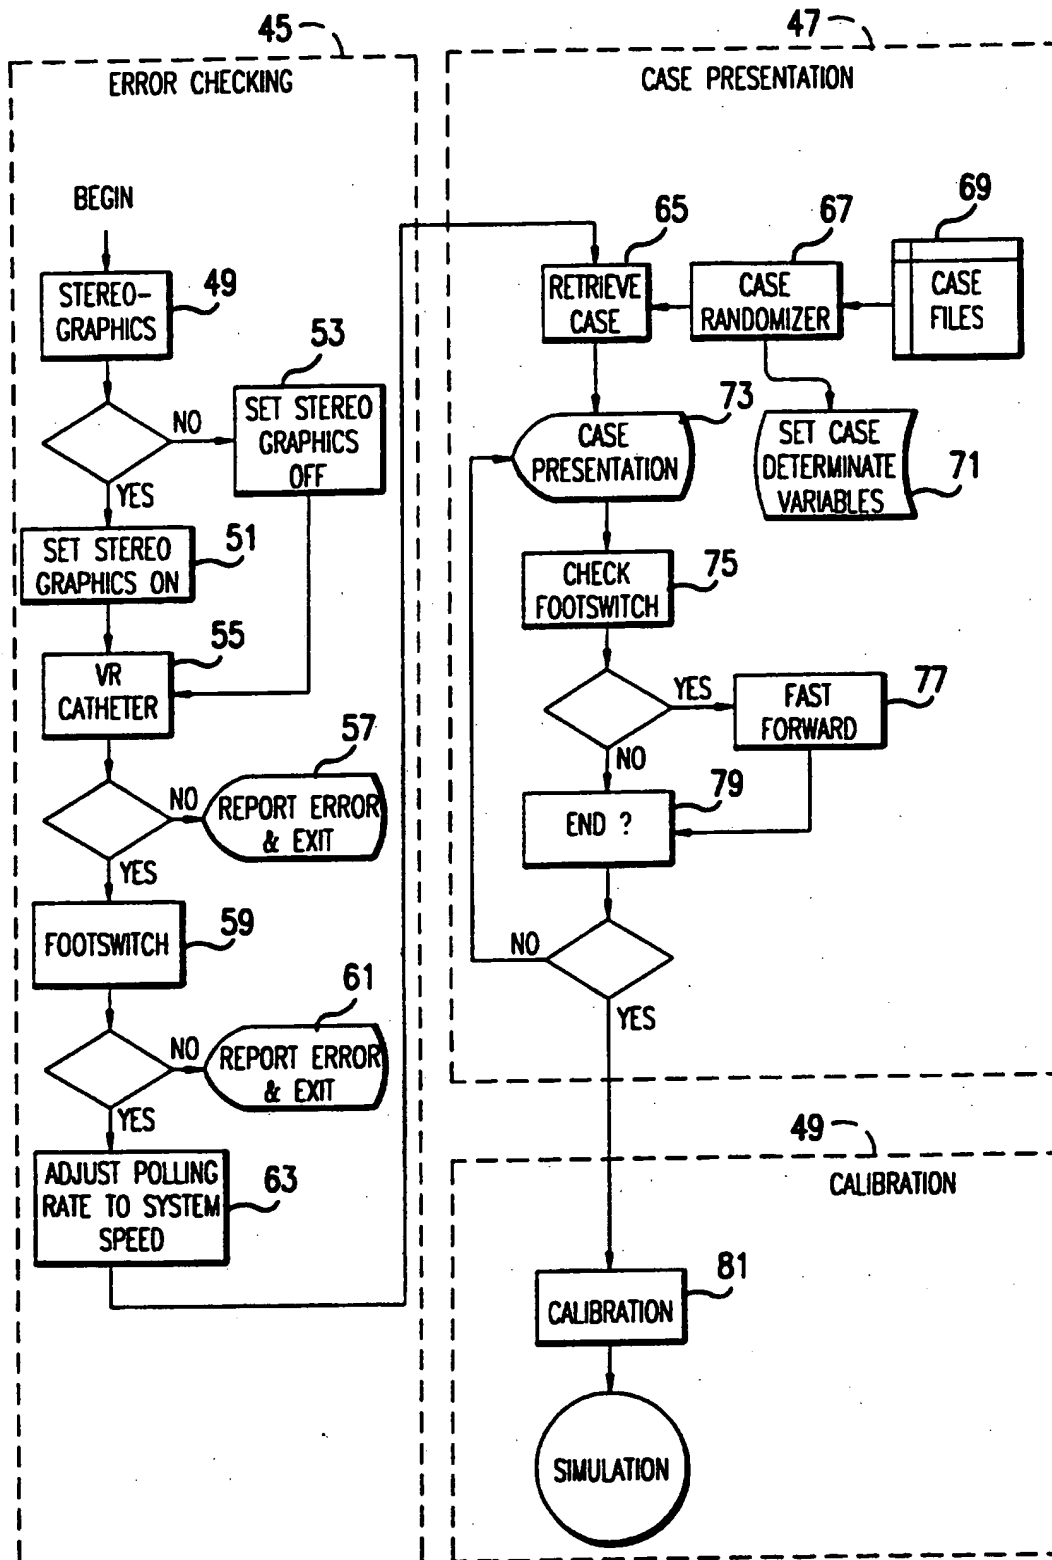 45
ERROR CHECKING
BEGIN
STEREO-
GRAPHICS
49
NO
53
SET STEREO
GRAPHICS
OFF
YES
SET STEREO
GRAPHICS ON
51
VR
CATHETER
55
NO
57
REPORT ERROR
& EXIT
YES
FOOTSWITCH
59
NO
61
REPORT ERROR
& EXIT
YES
ADJUST POLLING
RATE TO SYSTEM
SPEED
63
47
CASE PRESENTATION
65
RETRIEVE
CASE
67
CASE
RANDOMIZER
69
CASE
FILES
73
CASE
PRESENTATION
SET CASE
DETERMINATE
VARIABLES
71
CHECK
FOOTSWITCH
75
YES
FAST
FORWARD
77
NO
END ?
79
NO
YES
49
CALIBRATION
CALIBRATION
81
SIMULATION